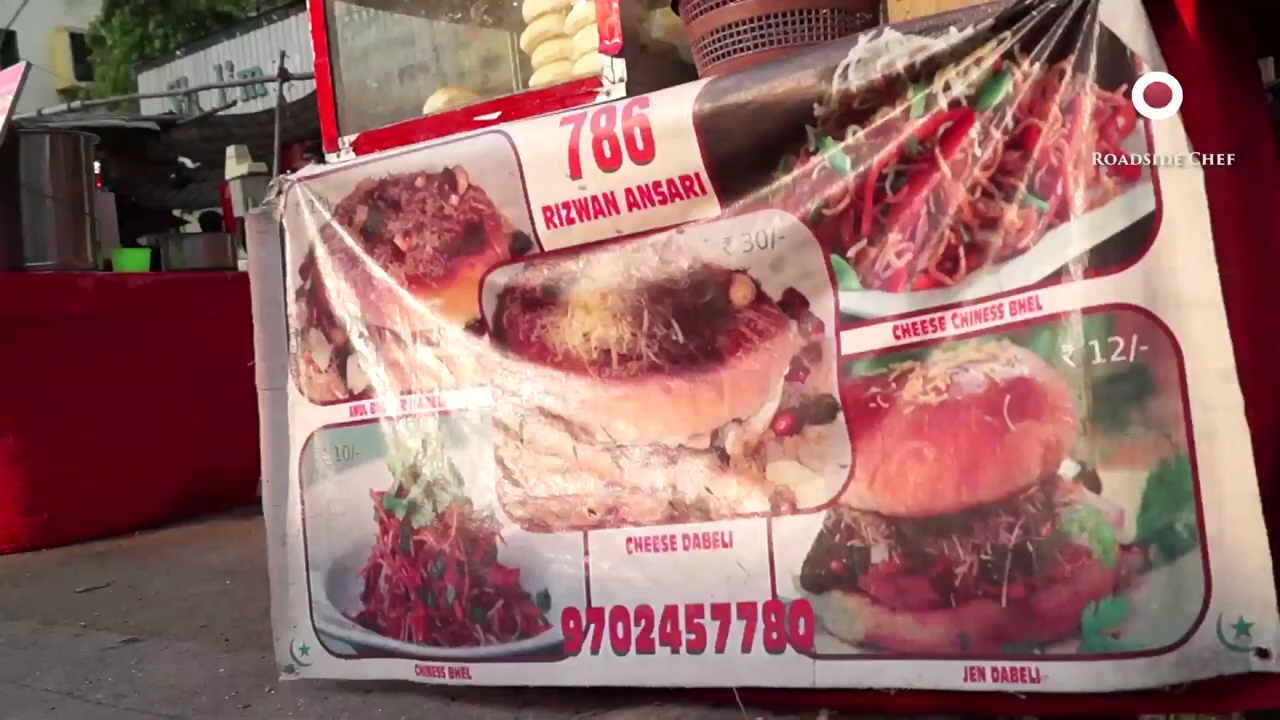 ROADSIDE CHEF
786
RIZWAN ANSARI
₹ 30/-
CHEESE CHINESS BHEL
₹ 12/-
10/-
CHEESE DABELI
9702457780
CHINESS BHEL
JEN DABELI